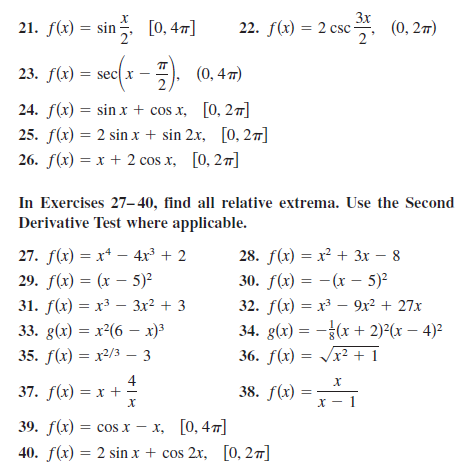 21. f(x) = sin x/2, [0, 4π] 22. f(x) = 2 csc 3x/2, (0, 2π)
23. f(x) = sec(x − π/2), (0, 4π)
24. f(x) = sin x + cos x, [0, 2π]
25. f(x) = 2 sin x + sin 2x, [0, 2π]
26. f(x) = x + 2 cos x, [0, 2π]
In Exercises 27–40, find all relative extrema. Use the Second
Derivative Test where applicable.
27. f(x) = x⁴ − 4x³ + 2 28. f(x) = x² + 3x − 8
29. f(x) = (x − 5)² 30. f(x) = −(x − 5)²
31. f(x) = x³ − 3x² + 3 32. f(x) = x³ − 9x² + 27x
33. g(x) = x²(6 − x)³ 34. g(x) = −⅛(x + 2)²(x − 4)²
35. f(x) = x²/³ − 3 36. f(x) = √(x² + 1)
37. f(x) = x + 4/x 38. f(x) = x/(x − 1)
39. f(x) = cos x − x, [0, 4π]
40. f(x) = 2 sin x + cos 2x, [0, 2π]